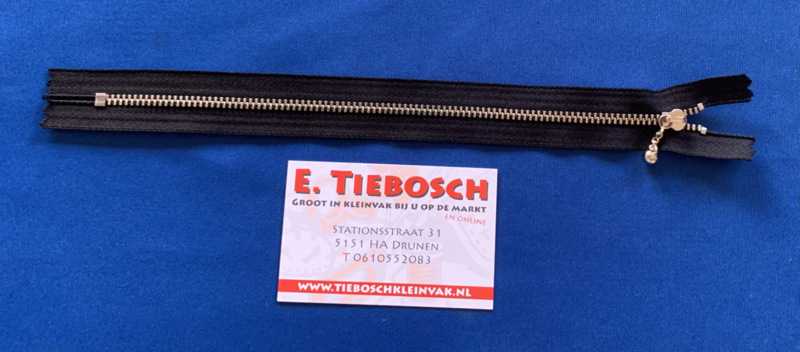 E. TIEBOSCH
GROOT IN KLEINVAK BIJ U OP DE MARKT
EN ONLINE
STATIONSSTRAAT 31
5151 HA DRUNEN
T 0610552083
WWW.TIEBOSCHKLEINVAK.NL